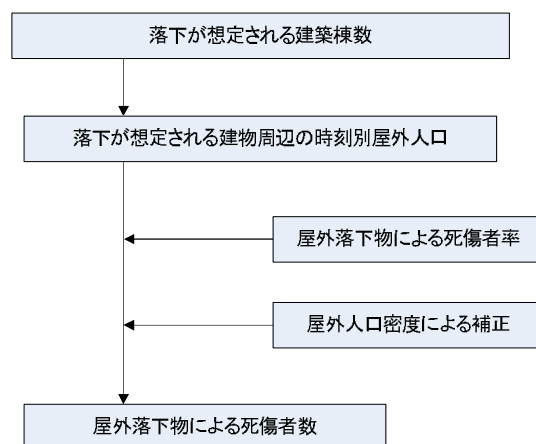 落下が想定される建築棟数
落下が想定される建物周辺の時刻別屋外人口
屋外落下物による死傷者率
屋外人口密度による補正
屋外落下物による死傷者数